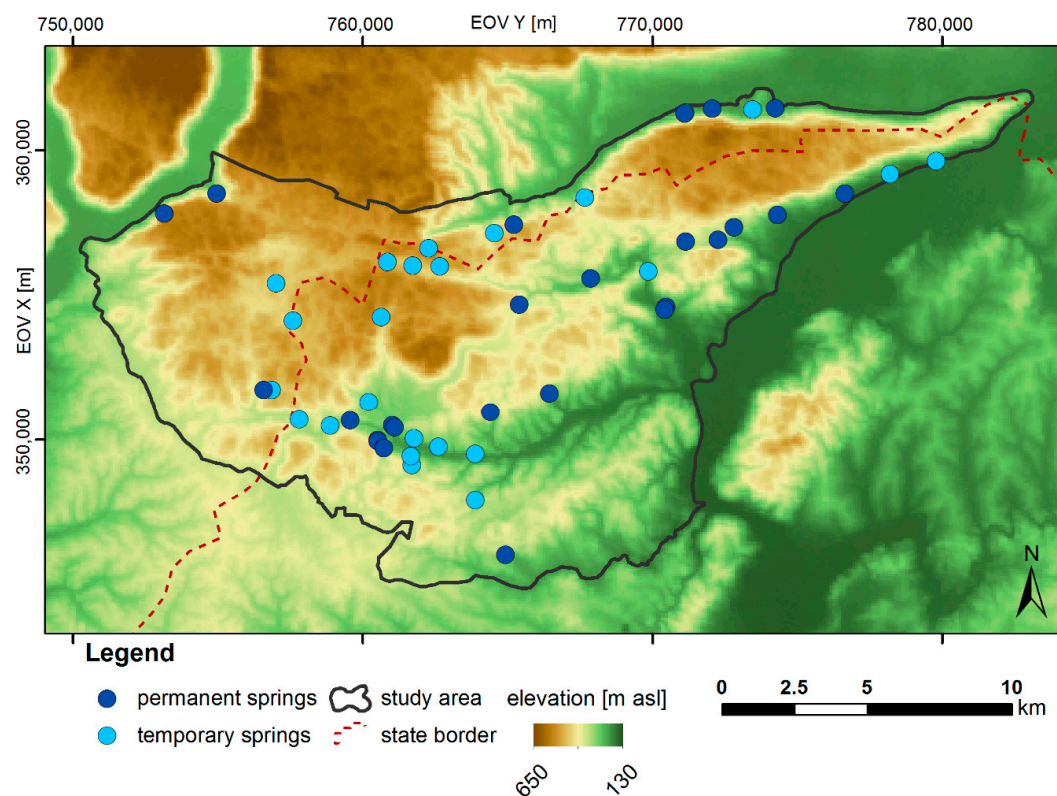 750,000 760,000 EOV Y [m] 770,000 780,000
360,000
EOV X [m]
350,000
N
Legend
permanent springs study area elevation [m asl] 0 2.5 5 10
km
temporary springs state border
650 130